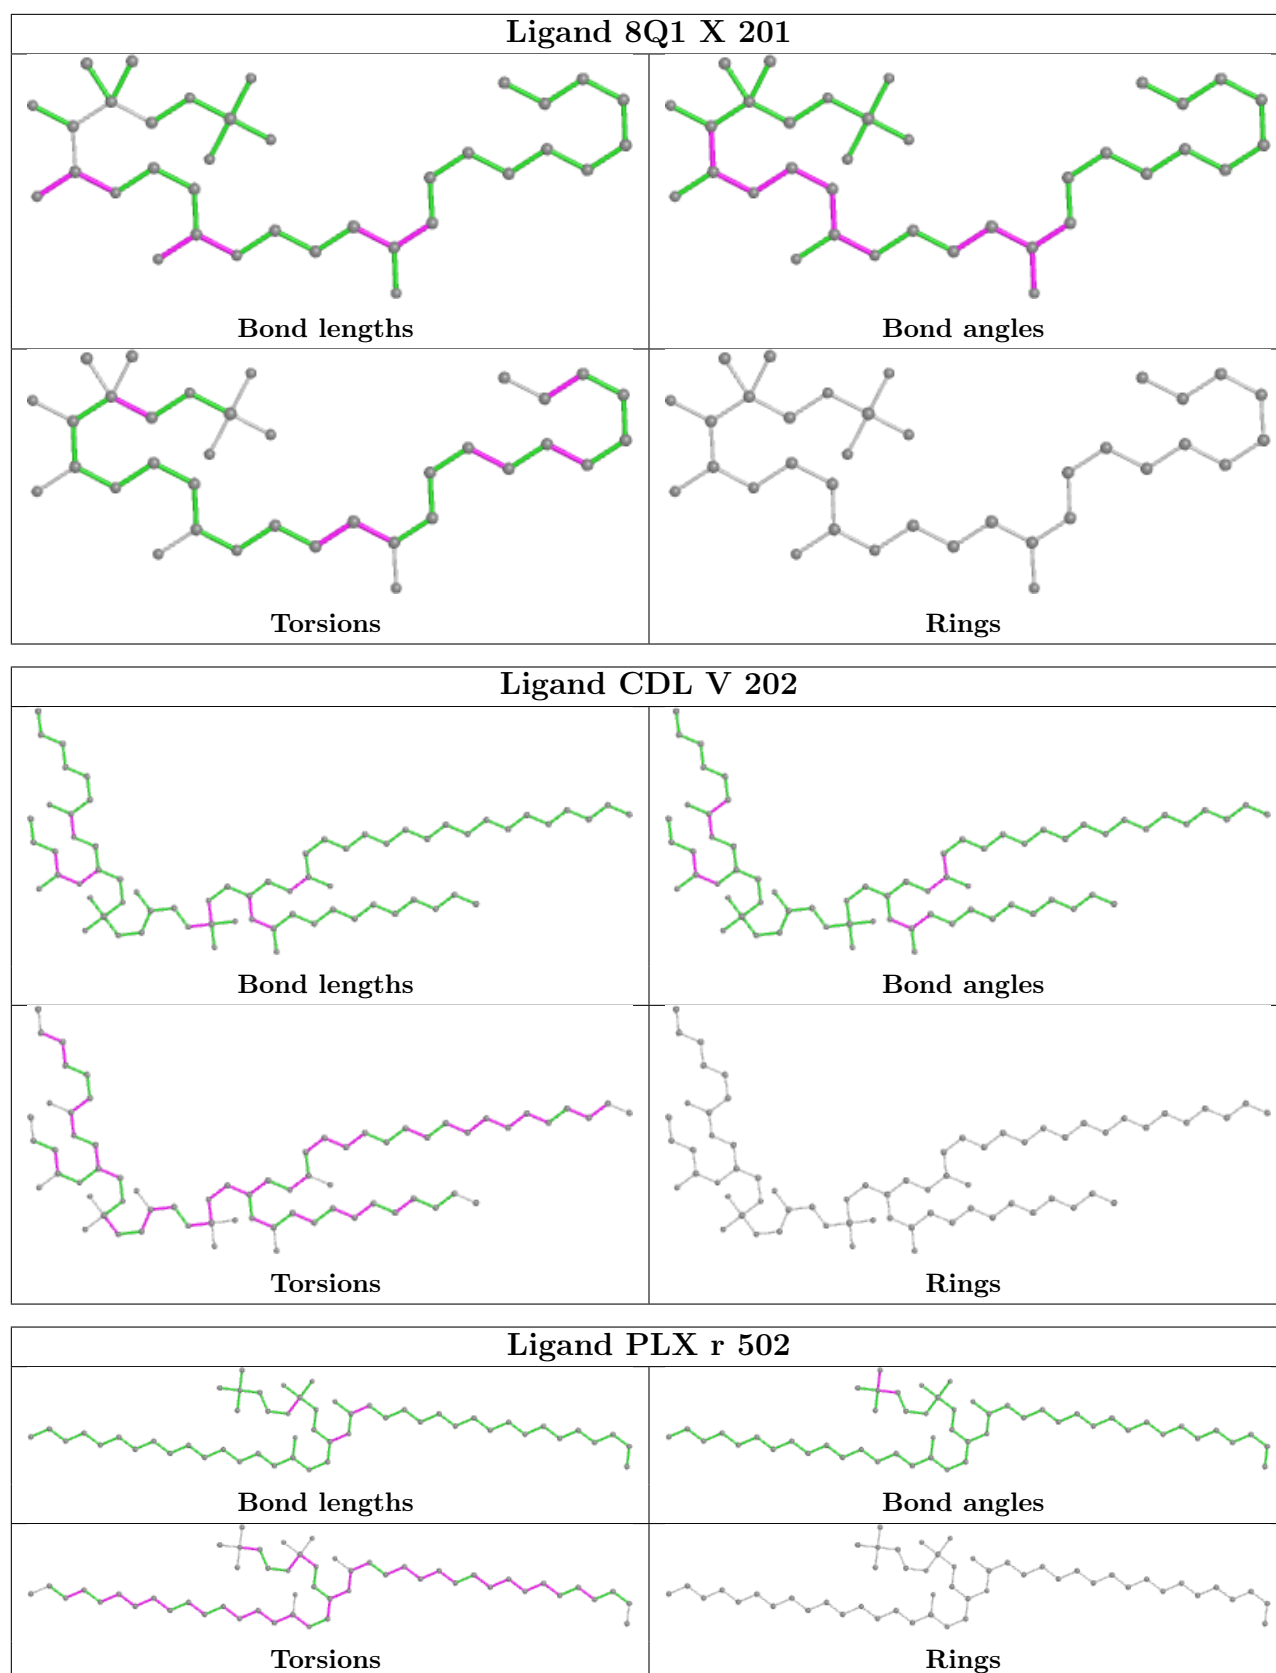 Ligand 8Q1 X 201
Bond lengths
Bond angles
Torsions
Rings
Ligand CDL V 202
Bond lengths
Bond angles
Torsions
Rings
Ligand PLX r 502
Bond lengths
Bond angles
Torsions
Rings